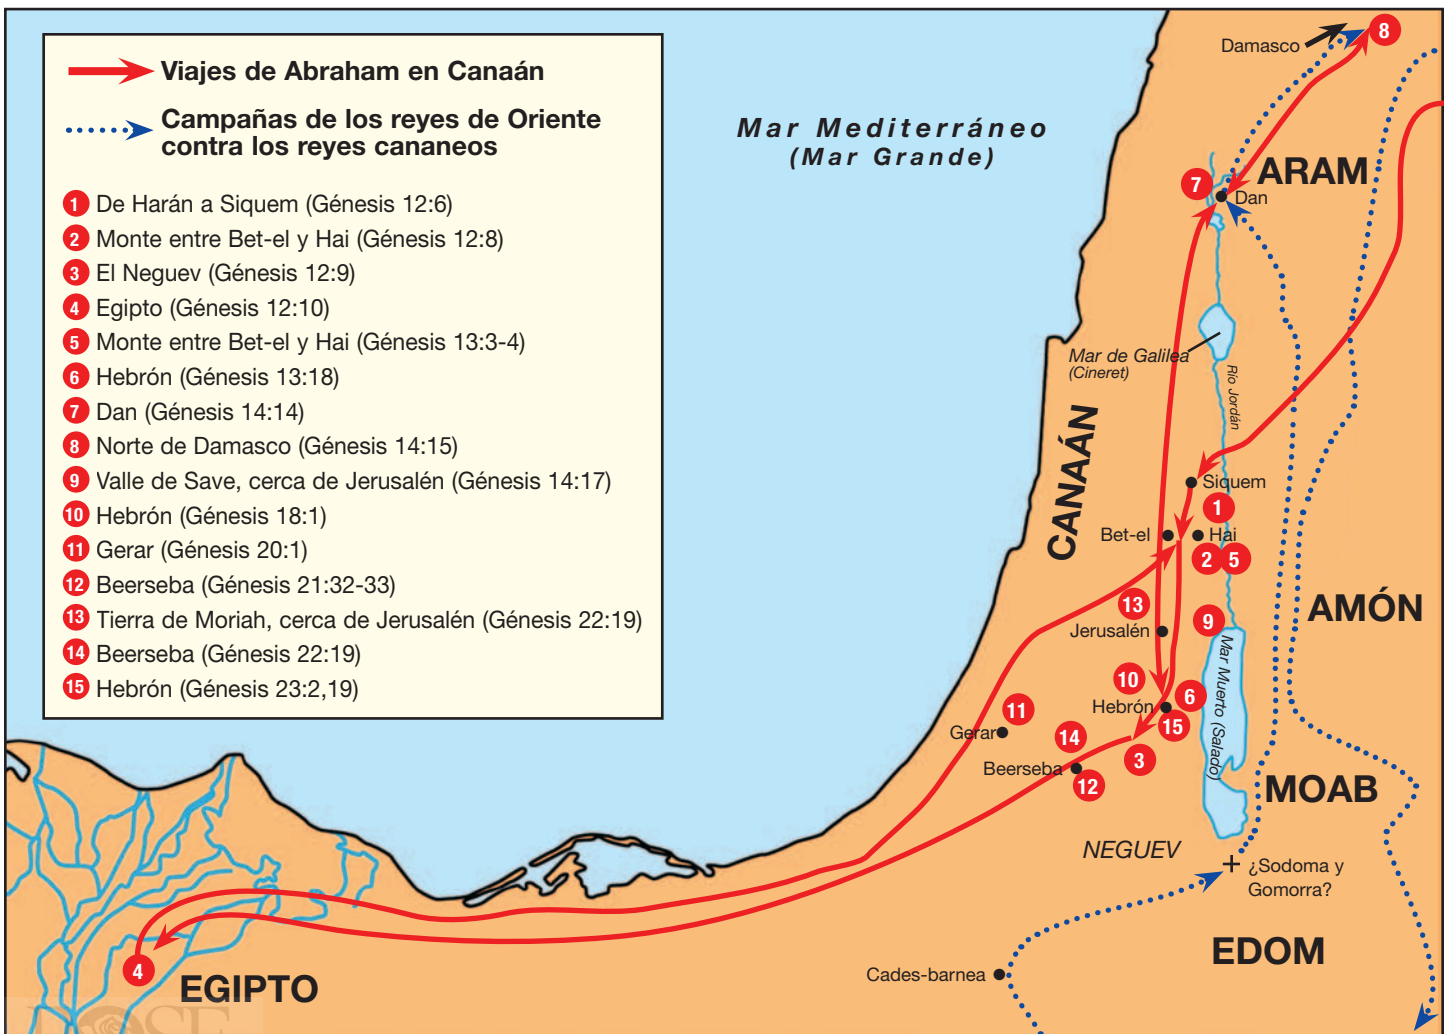 Viajes de Abraham en Canaán
Campañas de los reyes de Oriente
contra los reyes cananeos
1 De Harán a Siquem (Génesis 12:6)
2 Monte entre Bet-el y Hai (Génesis 12:8)
3 El Neguev (Génesis 12:9)
4 Egipto (Génesis 12:10)
5 Monte entre Bet-el y Hai (Génesis 13:3-4)
6 Hebrón (Génesis 13:18)
7 Dan (Génesis 14:14)
8 Norte de Damasco (Génesis 14:15)
9 Valle de Save, cerca de Jerusalén (Génesis 14:17)
10 Hebrón (Génesis 18:1)
11 Gerar (Génesis 20:1)
12 Beerseba (Génesis 21:32-33)
13 Tierra de Moriah, cerca de Jerusalén (Génesis 22:19)
14 Beerseba (Génesis 22:19)
15 Hebrón (Génesis 23:2,19)
Mar Mediterráneo
(Mar Grande)
Damasco
8
ARAM
7
Dan
Mar de Galilea
(Cineret)
Río Jordán
CANAÁN
Siquem
1
Bet-el
Hai
2 5
AMÓN
13
9
Jerusalén
Mar Muerto (Salado)
10
6
Hebrón
15
11
Gerar
14
3
Beerseba
12
MOAB
NEGUEV
¿Sodoma y
Gomorra?
EDOM
Cades-barnea
4
EGIPTO
ROSE